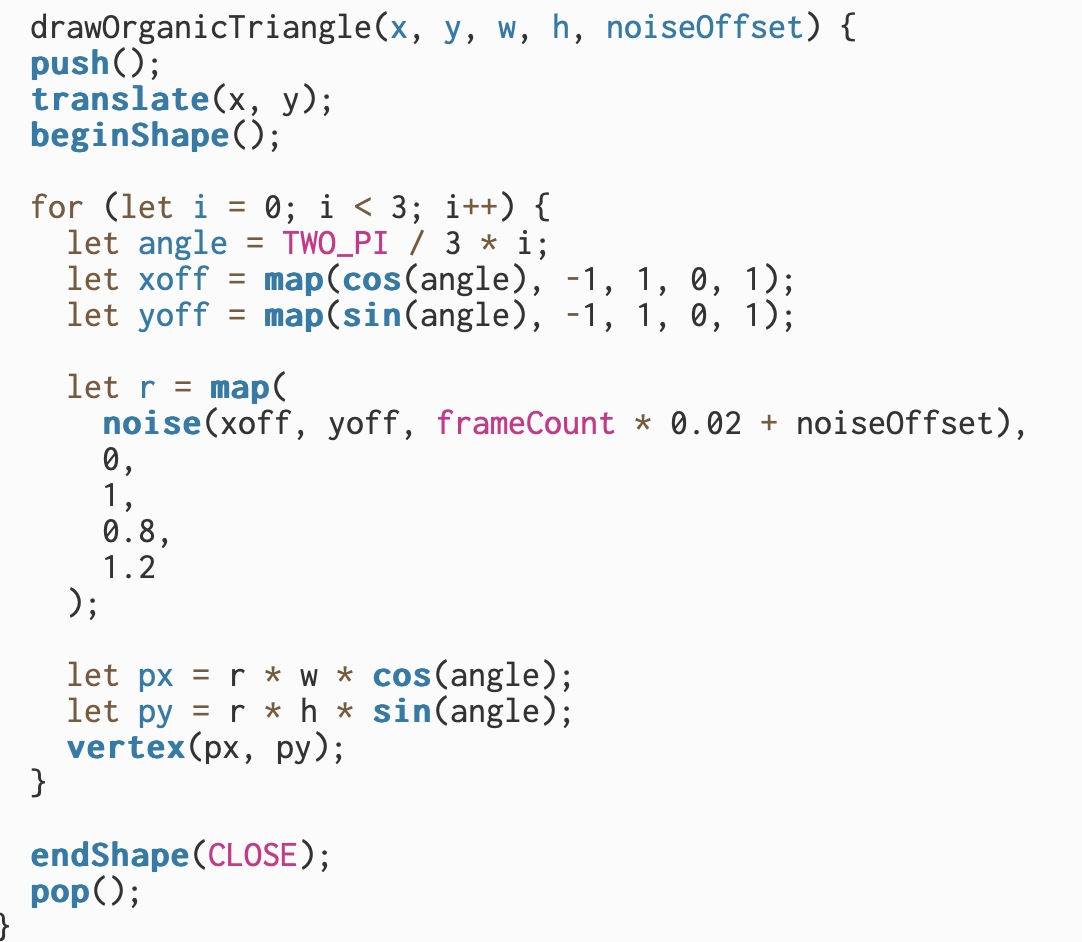 drawOrganicTriangle(x, y, w, h, noiseOffset) {
push();
translate(x, y);
beginShape();
for (let i = 0; i < 3; i++) {
let angle = TWO_PI / 3 * i;
let xoff = map(cos(angle), -1, 1, 0, 1);
let yoff = map(sin(angle), -1, 1, 0, 1);
let r = map(
noise(xoff, yoff, frameCount * 0.02 + noiseOffset),
0,
1,
0.8,
1.2
);
let px = r * w * cos(angle);
let py = r * h * sin(angle);
vertex(px, py);
}
endShape(CLOSE);
pop();
}